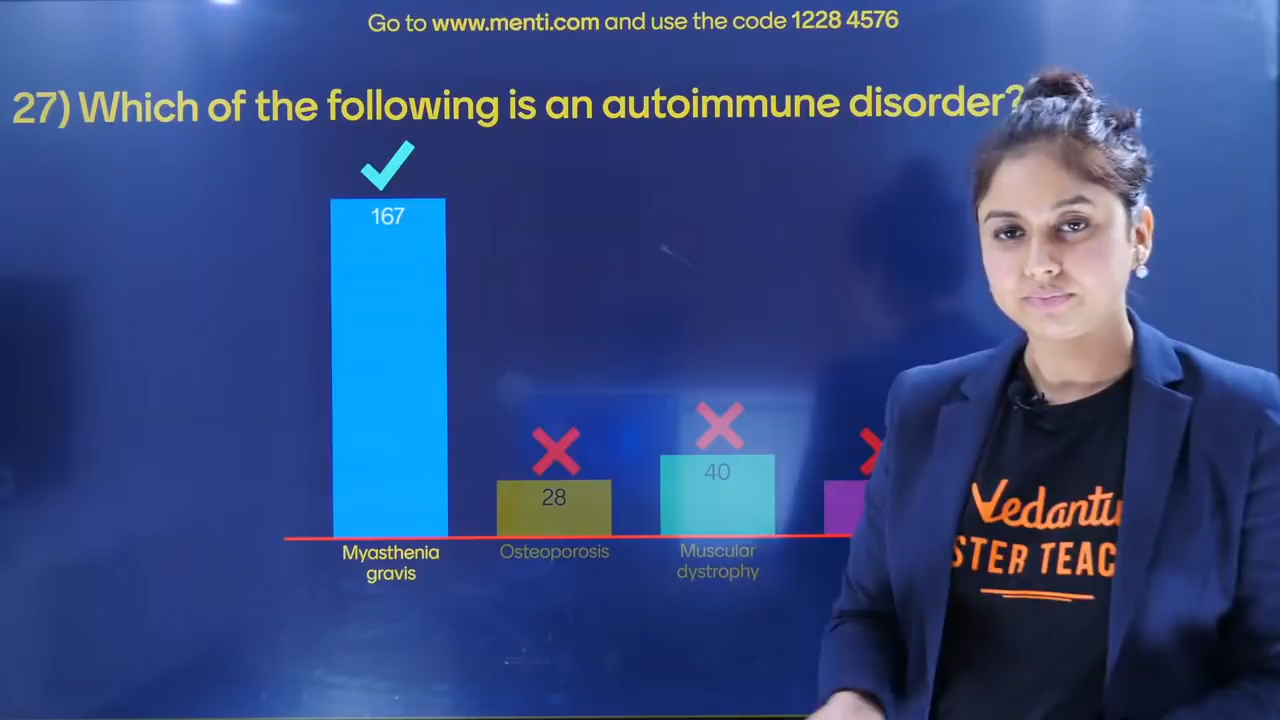 Go to www.menti.com and use the code 1228 4576
27) Which of the following is an autoimmune disorder?
167
28
40
Myasthenia
gravis
Osteoporosis
Muscular
dystrophy
Vedantu
STER TEAC